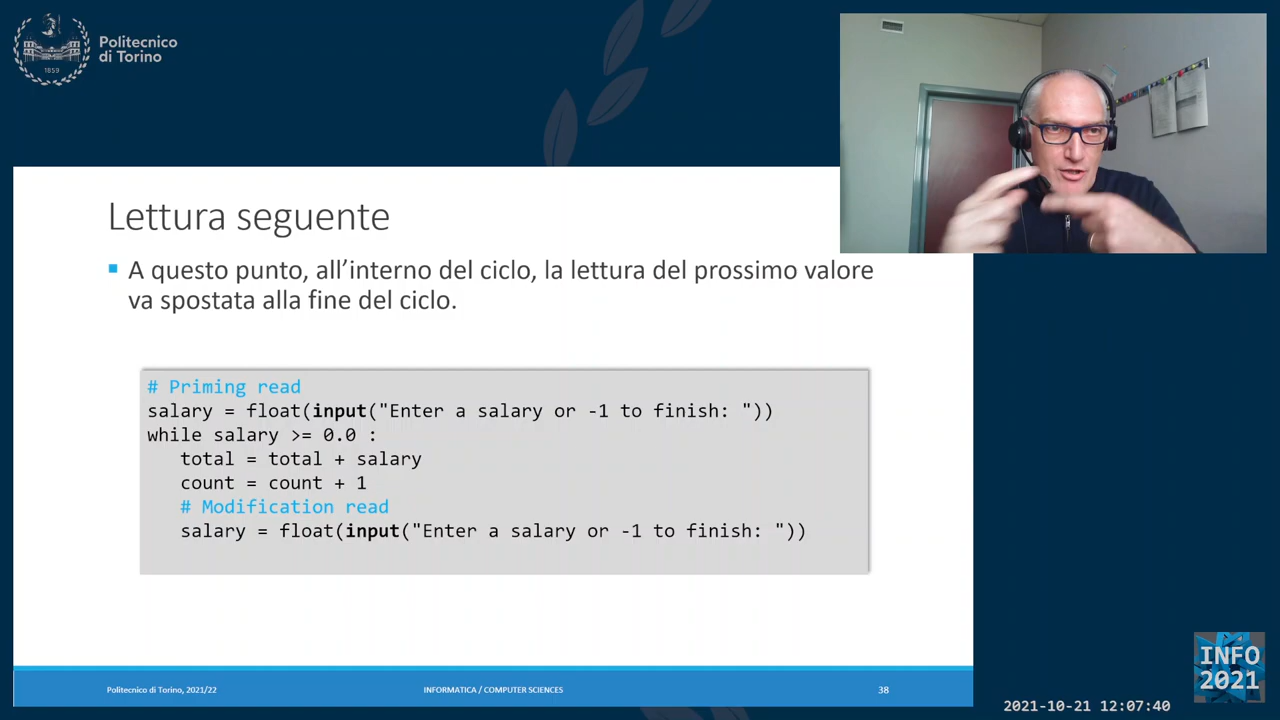 Politecnico
di Torino
1859
Lettura seguente
A questo punto, all’interno del ciclo, la lettura del prossimo valore
va spostata alla fine del ciclo.
# Priming read
salary = float(input("Enter a salary or -1 to finish: "))
while salary >= 0.0 :
   total = total + salary
   count = count + 1
   # Modification read
   salary = float(input("Enter a salary or -1 to finish: "))
Politecnico di Torino, 2021/22
INFORMATICA / COMPUTER SCIENCES
38
INFO
2021
2021-10-21 12:07:40